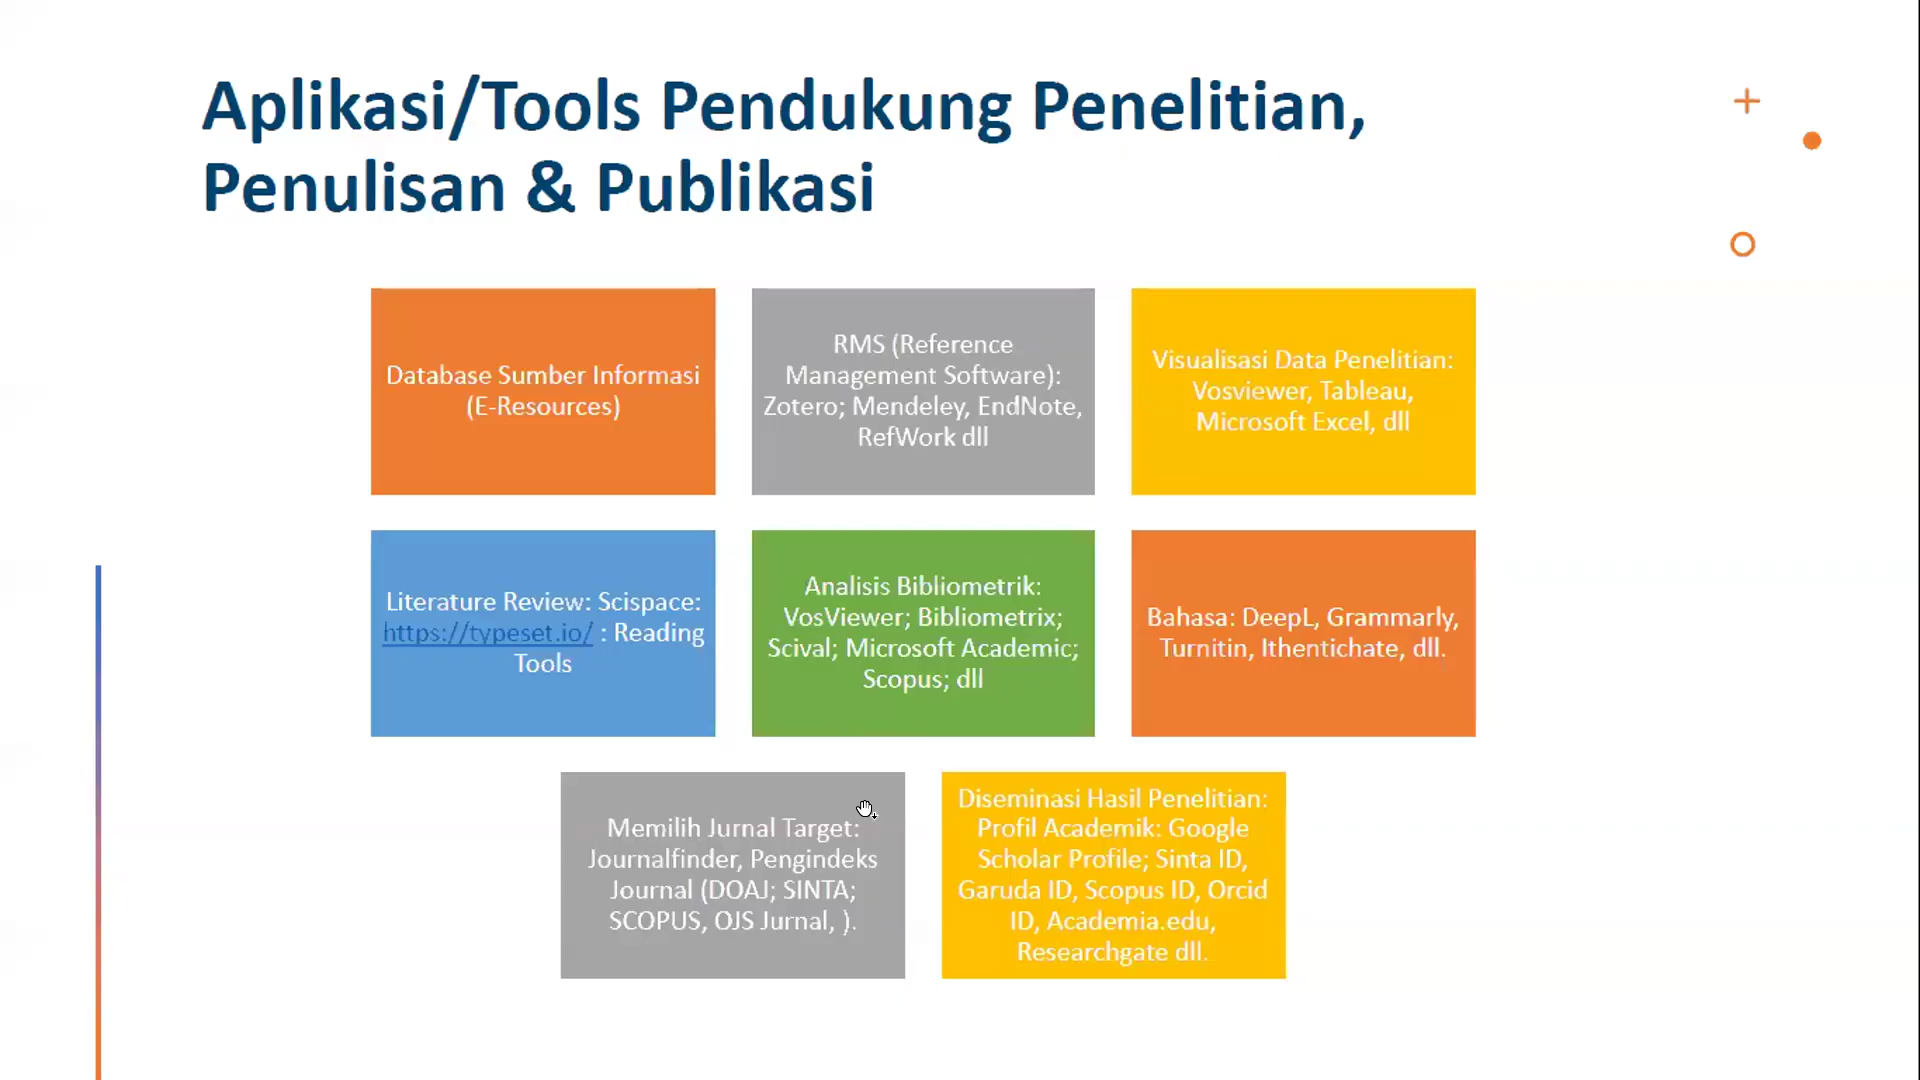 Aplikasi/Tools Pendukung Penelitian,
Penulisan & Publikasi
Database Sumber Informasi
(E-Resources)
RMS (Reference
Management Software):
Zotero; Mendeley, EndNote,
RefWork dll
Visualisasi Data Penelitian:
Vosviewer, Tableau,
Microsoft Excel, dll
Literature Review: Scispace:
https://typeset.io/ : Reading
Tools
Analisis Bibliometrik:
VosViewer; Bibliometrix;
Scival; Microsoft Academic;
Scopus; dll
Bahasa: DeepL, Grammarly,
Turnitin, Ithentichate, dll.
Memilih Jurnal Target:
Journalfinder, Pengindeks
Journal (DOAJ; SINTA;
SCOPUS, OJS Jurnal, ).
Diseminasi Hasil Penelitian:
Profil Academik: Google
Scholar Profile; Sinta ID,
Garuda ID, Scopus ID, Orcid
ID, Academia.edu,
Researchgate dll.